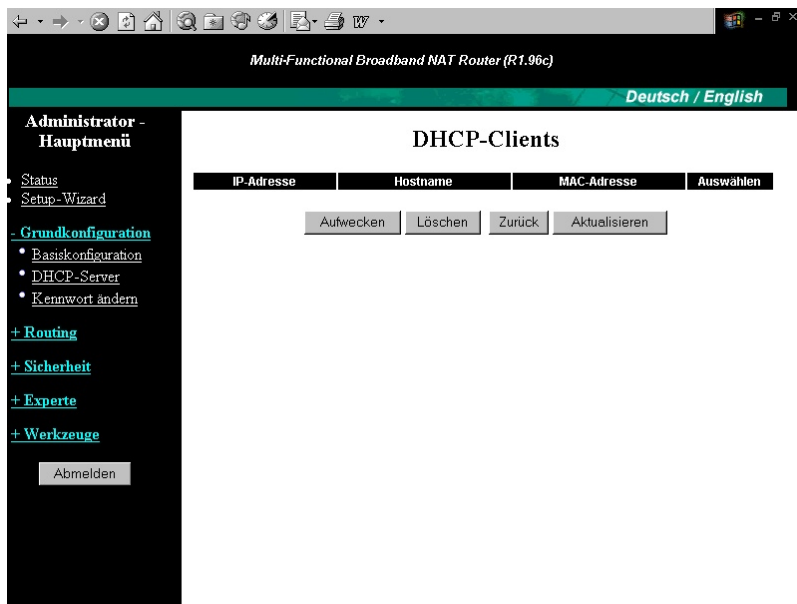 Multi-Functional Broadband NAT Router (R1.96c)
Deutsch / English
Administrator -
Hauptmenü
Status
Setup-Wizard
- Grundkonfiguration
Basiskonfiguration
DHCP-Server
Kennwort ändern
+ Routing
+ Sicherheit
+ Experte
+ Werkzeuge
Abmelden
DHCP-Clients
IP-Adresse Hostname MAC-Adresse Auswählen
Aufwecken Löschen Zurück Aktualisieren